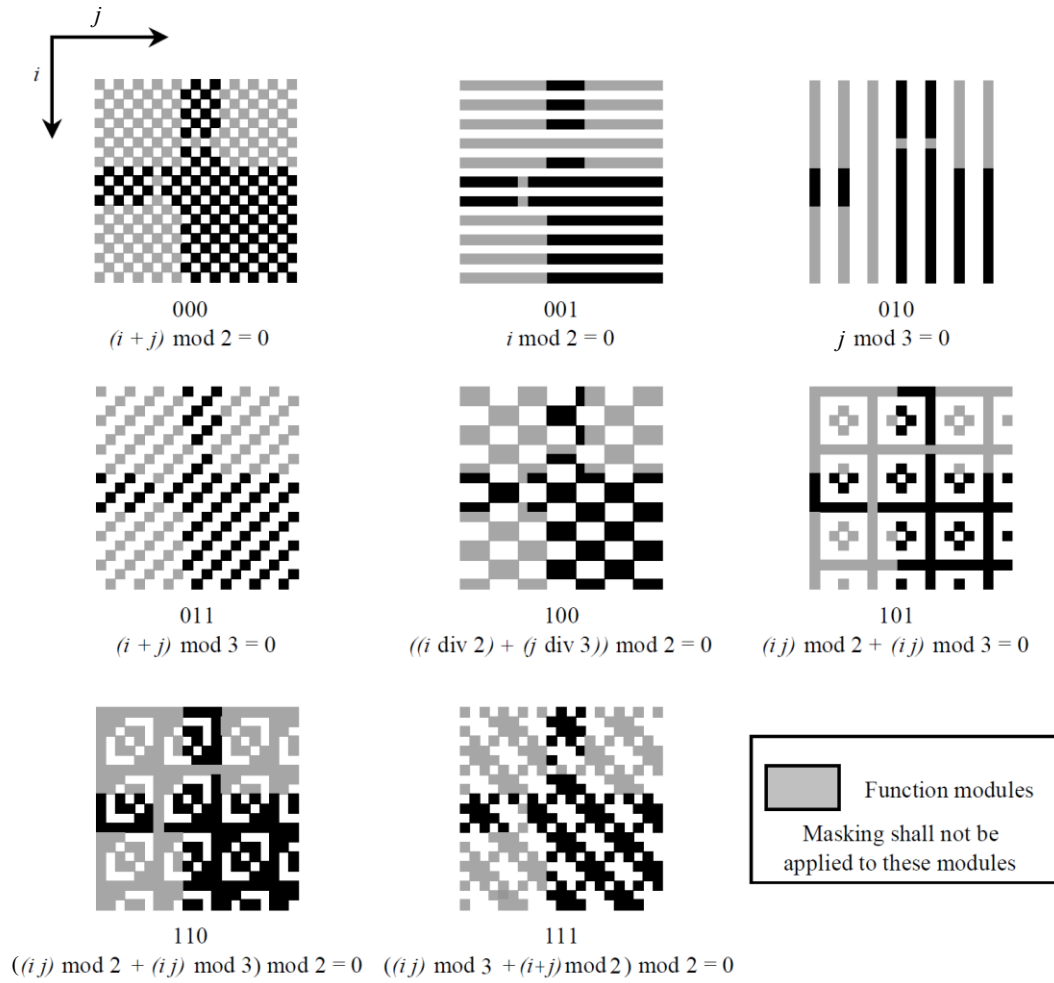 j
i
000
(i + j) mod 2 = 0
001
i mod 2 = 0
010
j mod 3 = 0
011
(i + j) mod 3 = 0
100
((i div 2) + (j div 3)) mod 2 = 0
101
(i j) mod 2 + (i j) mod 3 = 0
110
((i j) mod 2 + (i j) mod 3) mod 2 = 0
111
((i j) mod 3 + (i+j) mod 2) mod 2 = 0
Function modules
Masking shall not be
applied to these modules